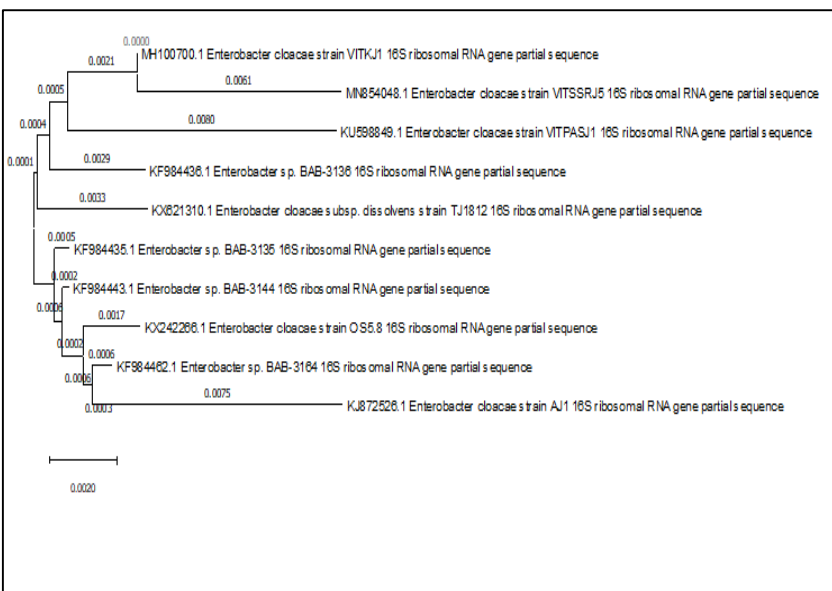 0.0000
MH100700.1 Enterobacter cloacae strain VITKJ1 16S ribosomal RNA gene partial sequence
0.0021
0.0061
MN854048.1 Enterobacter cloacae strain VITSSRJ5 16S ribosomal RNA gene partial sequence
0.0005
0.0080
KU598849.1 Enterobacter cloacae strain VITPASJ1 16S ribosomal RNA gene partial sequence
0.0004
0.0029
KF984436.1 Enterobacter sp. BAB-3136 16S ribosomal RNA gene partial sequence
0.0001
0.0033
KX621310.1 Enterobacter cloacae subsp. dissolvens strain TJ1812 16S ribosomal RNA gene partial sequence
0.0005
KF984435.1 Enterobacter sp. BAB-3135 16S ribosomal RNA gene partial sequence
0.0002
KF984443.1 Enterobacter sp. BAB-3144 16S ribosomal RNA gene partial sequence
0.0006
0.0017
KX242266.1 Enterobacter cloacae strain OS5.8 16S ribosomal RNA gene partial sequence
0.0002
0.0006
KF984462.1 Enterobacter sp. BAB-3164 16S ribosomal RNA gene partial sequence
0.0006
0.0075
KJ872526.1 Enterobacter cloacae strain AJ1 16S ribosomal RNA gene partial sequence
0.0003
0.0020